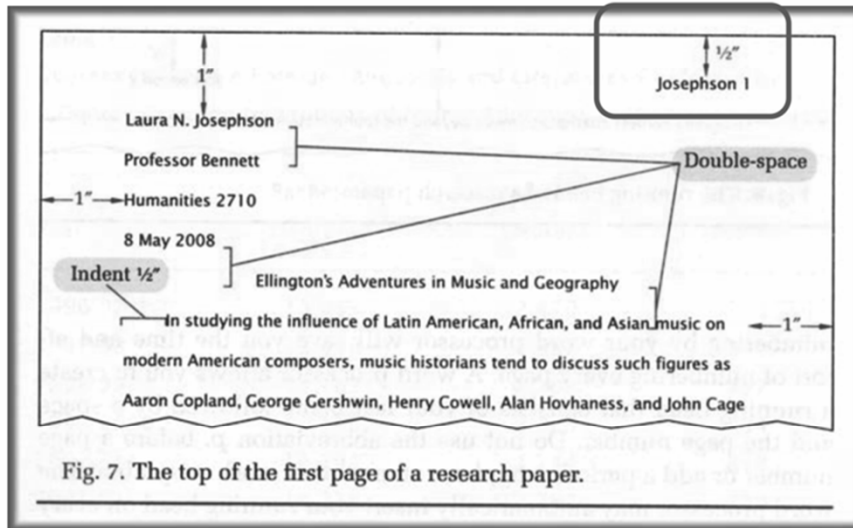 ½″
1″
Josephson 1
Laura N. Josephson
Professor Bennett
Double-space
1″
Humanities 2710
8 May 2008
Indent ½″
Ellington's Adventures in Music and Geography
In studying the influence of Latin American, African, and Asian music on
1″
modern American composers, music historians tend to discuss such figures as
Aaron Copland, George Gershwin, Henry Cowell, Alan Hovhaness, and John Cage
Fig. 7. The top of the first page of a research paper.